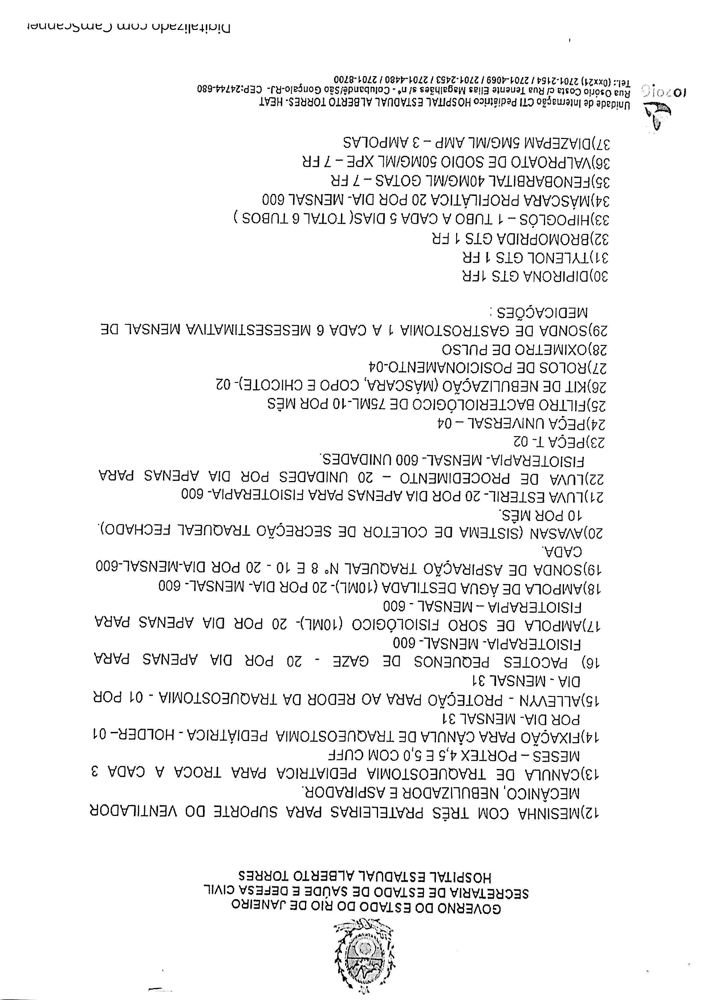 GOVERNO DO ESTADO DO RIO DE JANEIRO
SECRETARIA DE ESTADO DE SAÚDE E DEFESA CIVIL
HOSPITAL ESTADUAL ALBERTO TORRES
12)MESINHA COM TRÊS PRATELEIRAS PARA SUPORTE DO VENTILADOR
MECÂNICO, NEBULIZADOR E ASPIRADOR.
13)CANULA DE TRAQUEOSTOMIA PEDIATRICA PARA TROCA A CADA 3
MESES – PORTEX 4,5 E 5,0 COM CUFF
14)FIXAÇÃO PARA CÂNULA DE TRAQUEOSTOMIA PEDIÁTRICA - HOLDER– 01
POR DIA- MENSAL 31
15)ALLEVYN - PROTEÇÃO PARA AO REDOR DA TRAQUEOSTOMIA - 01 POR
DIA - MENSAL 31
16) PACOTES PEQUENOS DE GAZE - 20 POR DIA APENAS PARA
FISIOTERAPIA- MENSAL- 600
17)AMPOLA DE SORO FISIOLÓGICO (10ML)- 20 POR DIA APENAS PARA
FISIOTERAPIA – MENSAL - 600
18)AMPOLA DE ÁGUA DESTILADA (10ML)- 20 POR DIA- MENSAL- 600
19)SONDA DE ASPIRAÇÃO TRAQUEAL N° 8 E 10 - 20 POR DIA-MENSAL-600
CADA.
20)AVASAN (SISTEMA DE COLETOR DE SECREÇÃO TRAQUEAL FECHADO).
10 POR MÊS.
21)LUVA ESTERIL- 20 POR DIA APENAS PARA FISIOTERAPIA- 600
22)LUVA DE PROCEDIMENTO – 20 UNIDADES POR DIA APENAS PARA
FISIOTERAPIA- MENSAL- 600 UNIDADES.
23)PEÇA T- 02
24)PEÇA UNIVERSAL – 04
25)FILTRO BACTERIOLÓGICO DE 75ML-10 POR MÊS
26)KIT DE NEBULIZAÇÃO (MÁSCARA, COPO E CHICOTE)- 02
27)ROLOS DE POSICIONAMENTO-04
28)OXIMETRO DE PULSO
29)SONDA DE GASTROSTOMIA 1 A CADA 6 MESESESTIMATIVA MENSAL DE
MEDICAÇÕES :
30)DIPIRONA GTS 1FR
31)TYLENOL GTS 1 FR
32)BROMOPRIDA GTS 1 FR
33)HIPOGLÓS – 1 TUBO A CADA 5 DIAS( TOTAL 6 TUBOS )
34)MÁSCARA PROFILÁTICA 20 POR DIA- MENSAL 600
35)FENOBARBITAL 40MG/ML GOTAS – 7 FR
36)VALPROATO DE SODIO 50MG/ML XPE – 7 FR
37)DIAZEPAM 5MG/ML AMP – 3 AMPOLAS
Unidade de Internação CTI Pediátrico HOSPITAL ESTADUAL ALBERTO TORRES- HEAT
Rua Osório Costa c/ Rua Tenente Elias Magalhães s/ n° - Colubandê/São Gonçalo-RJ- CEP:24744-680
Tel.: (0xx21) 2701-2154 / 2701-4069 / 2701-2453 / 2701-4480 / 2701-8700
Digitalizado com CamScanner